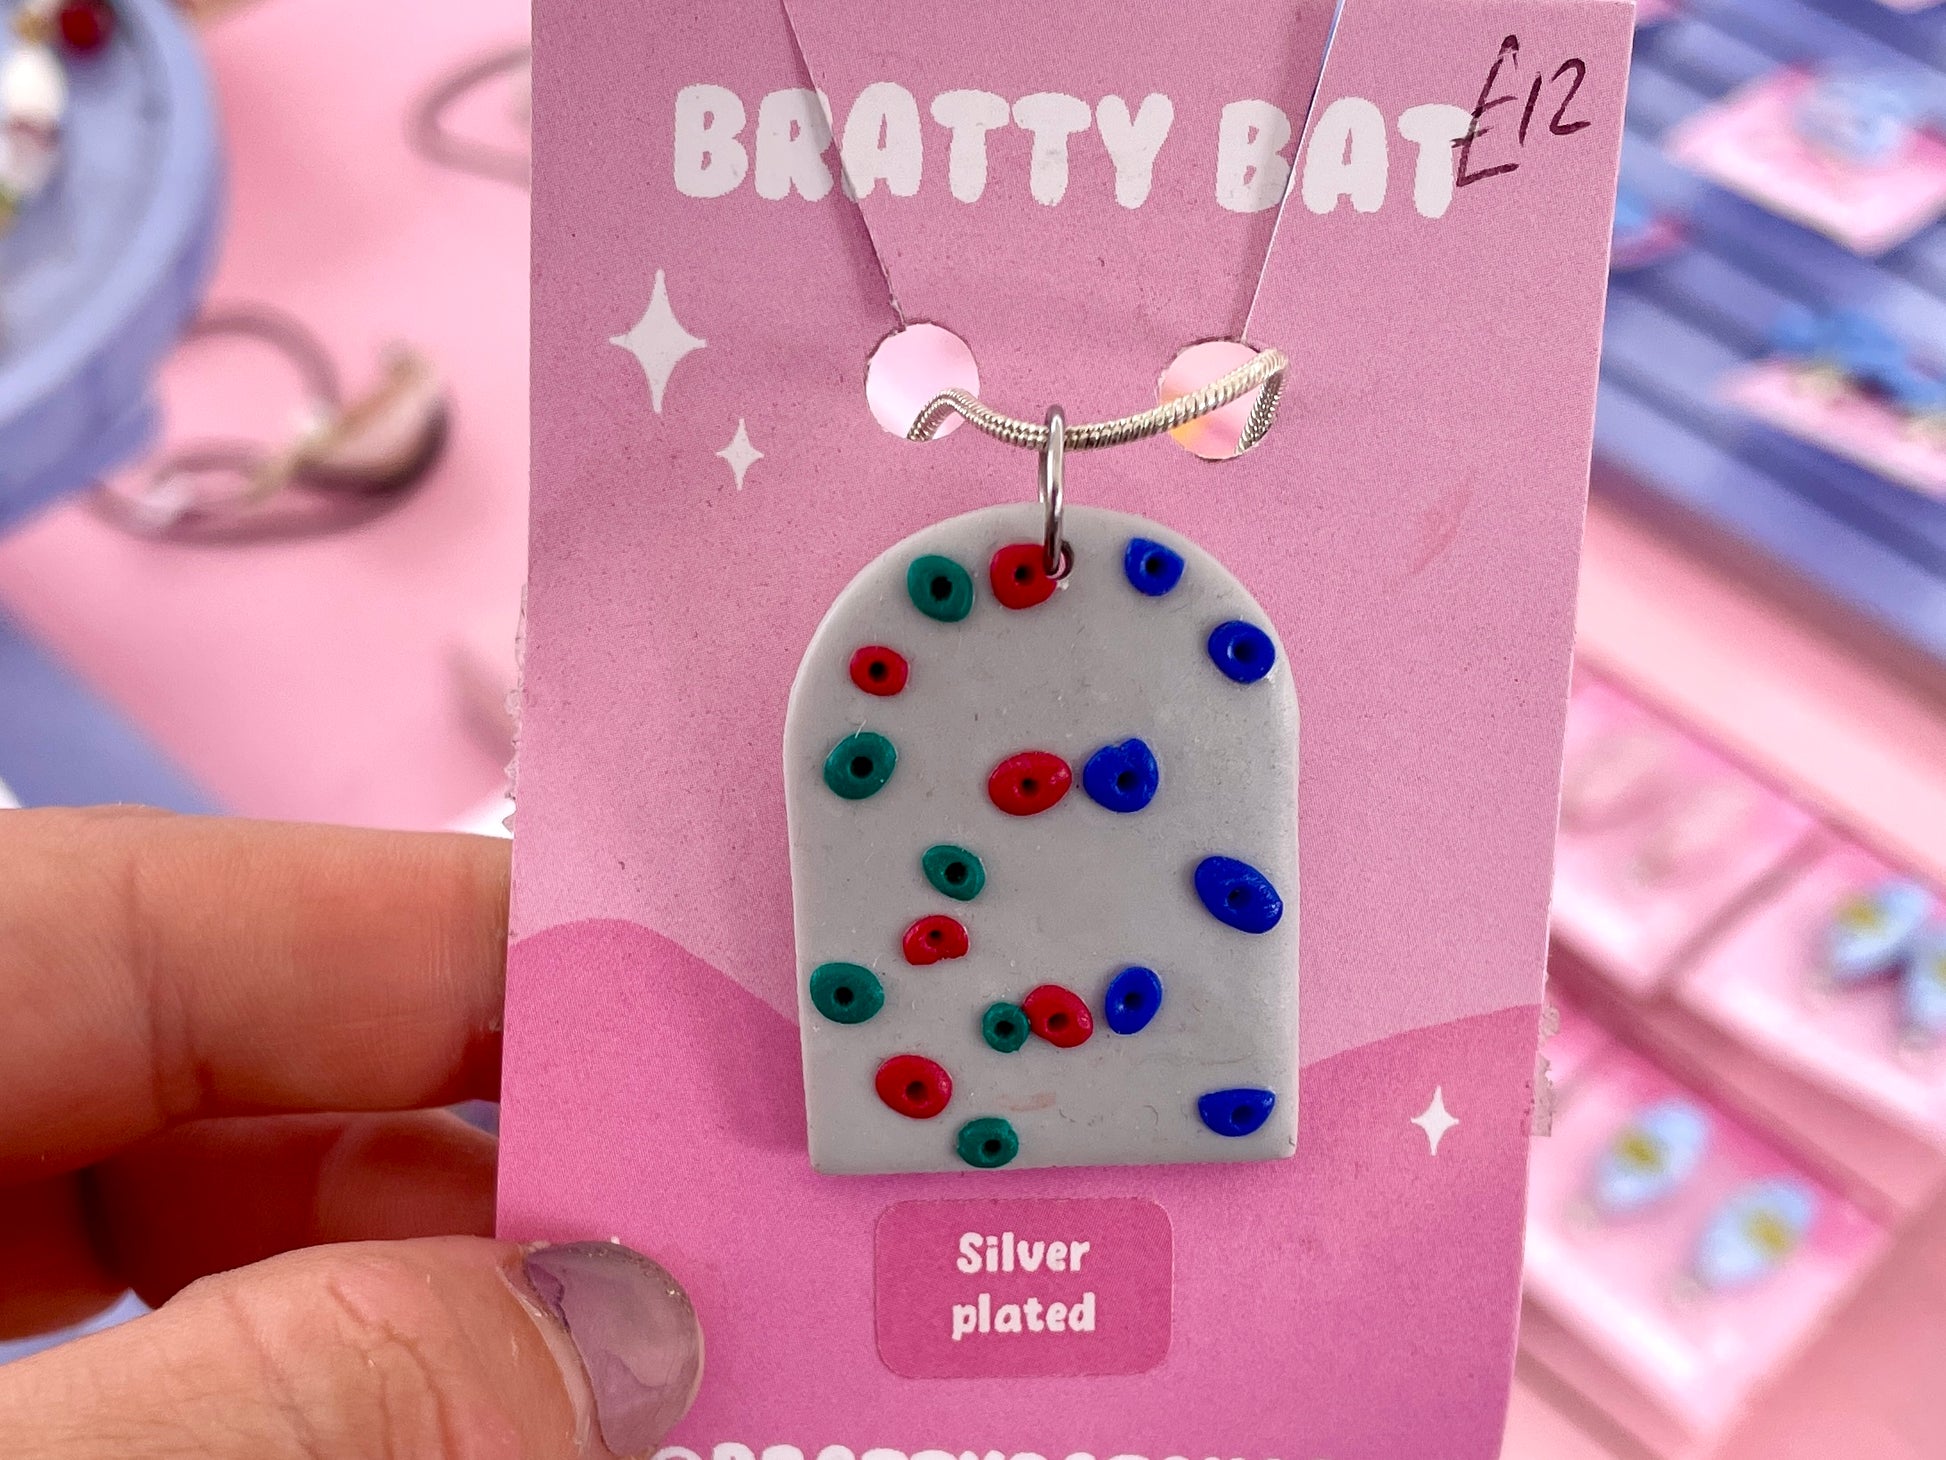 BRATTY BAT
£12
Silver
plated